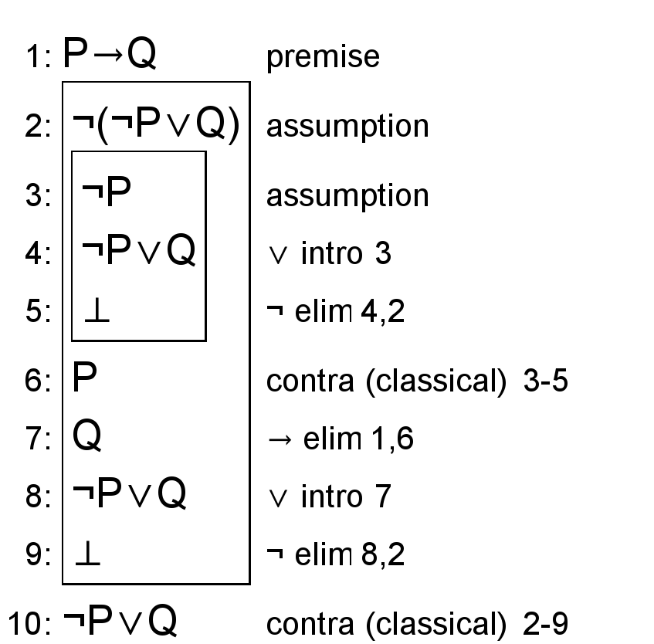 1: P→Q premise
2: ¬(¬P∨Q) assumption
3: ¬P assumption
4: ¬P∨Q ∨ intro 3
5: ⊥ ¬ elim 4,2
6: P contra (classical) 3-5
7: Q → elim 1,6
8: ¬P∨Q ∨ intro 7
9: ⊥ ¬ elim 8,2
10: ¬P∨Q contra (classical) 2-9